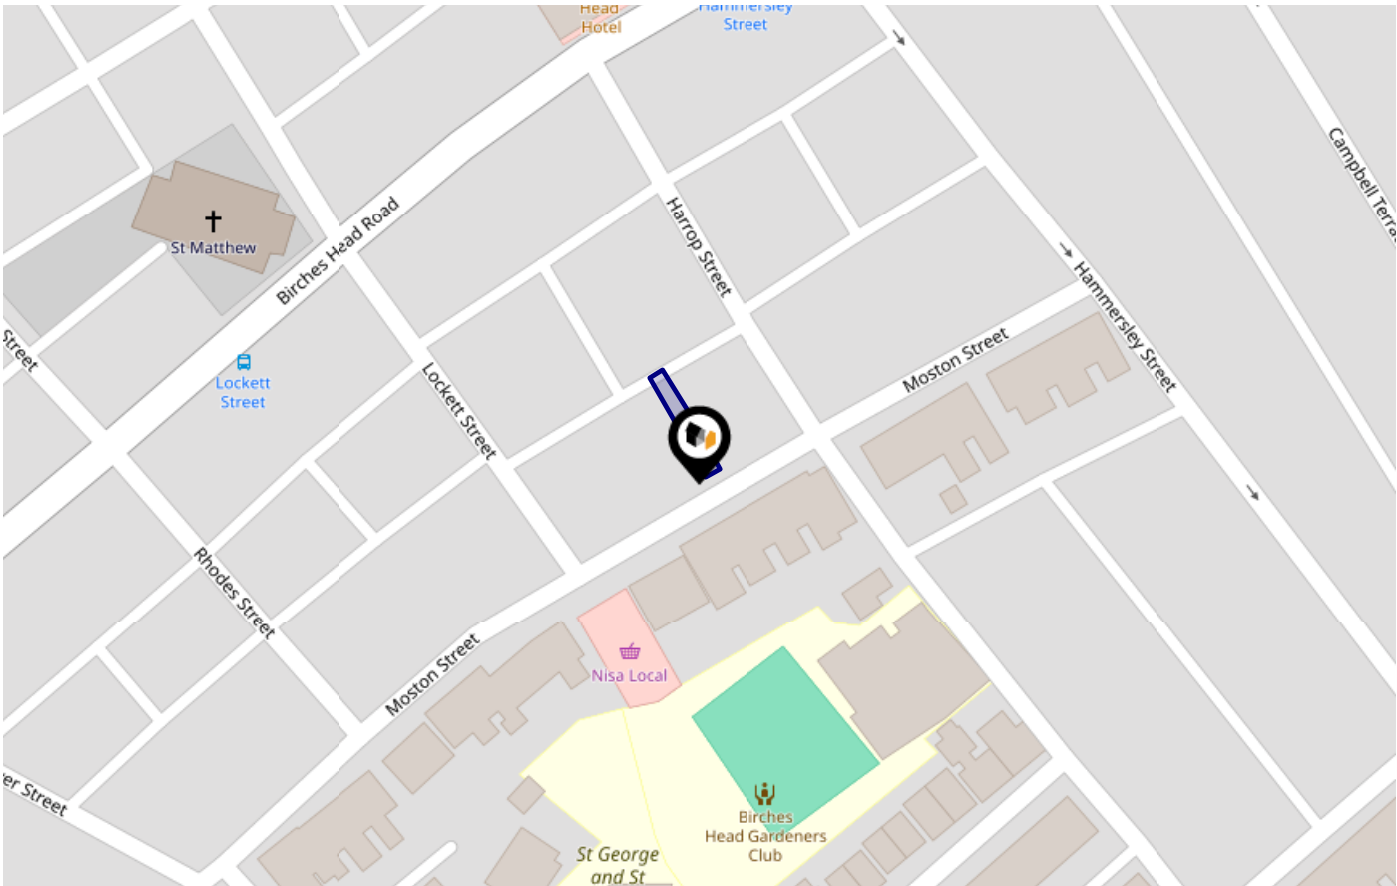 Head
Hotel
Hammersley
Street
Campbell Terra
St Matthew
Birches Head Road
Harrop Street
Hammersley Street
Street
Lockett
Street
Lockett Street
Moston Street
Rhodes Street
Moston Street
Nisa Local
er Street
Birches
Head Gardeners
Club
St George
and St